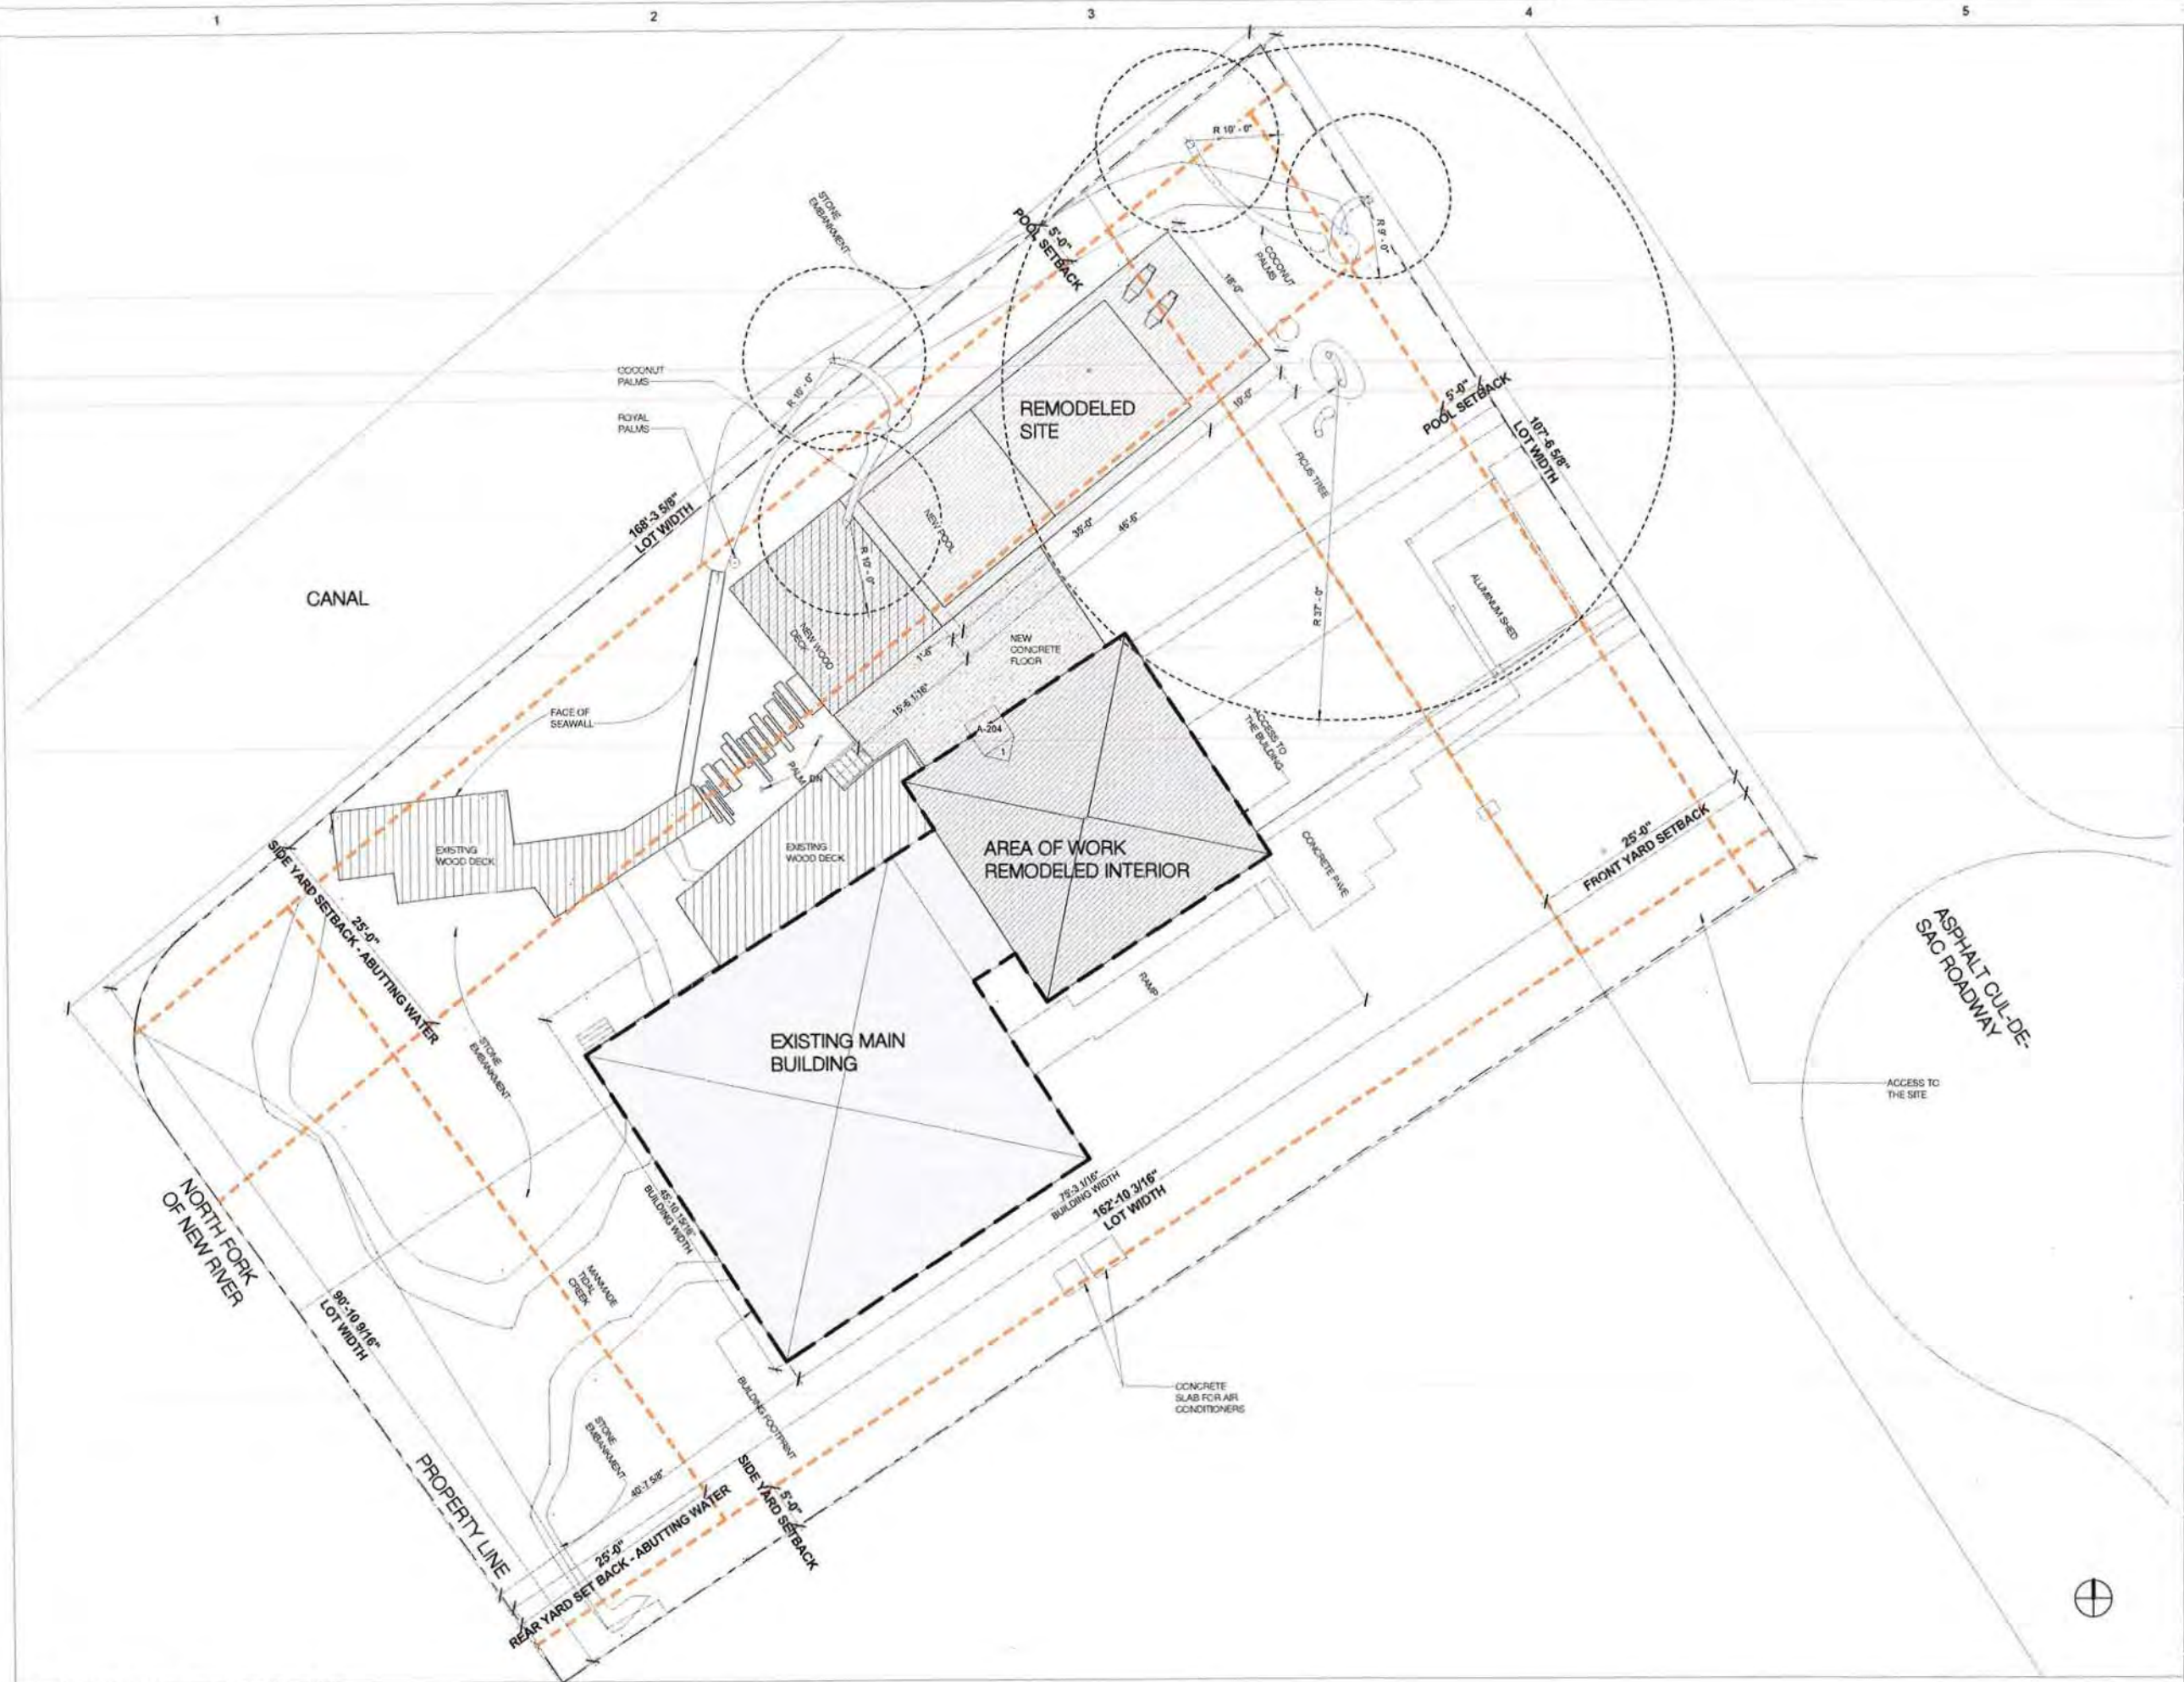 1
2
3
4
5
R 10' - 0"
STONE
EMBANKMENT
POOL SETBACK
5'-0"
COCONUT
PALMS
R 9' - 0"
18'-0"
COCONUT
PALMS
ROYAL
PALMS
R 10' - 0"
REMODELED
SITE
10'-0"
5'-0"
POOL SETBACK
107'-6 5/8"
LOT WIDTH
FICUS TREE
168'-3 5/8"
LOT WIDTH
NEW POOL
35'-0"
46'-6"
R 10' - 0"
CANAL
ALUMINUM SHED
R 37' - 0"
NEW WOOD
DECK
NEW
CONCRETE
FLOOR
1'-6"
15'-6 1/16"
FACE OF
SEAWALL
A-204
1
ACCESS TO
THE BUILDING
PALM
DN
EXISTING
WOOD DECK
EXISTING
WOOD DECK
AREA OF WORK
REMODELED INTERIOR
CONCRETE PAVE
25'-0"
FRONT YARD SETBACK
25'-0"
SIDE YARD SETBACK - ABUTTING WATER
ASPHALT CUL-DE-
SAC ROADWAY
RAMP
EXISTING MAIN
BUILDING
STONE
EMBANKMENT
ACCESS TO
THE SITE
NORTH FORK
OF NEW RIVER
45'-10 15/16"
BUILDING WIDTH
75'-3 1/16"
BUILDING WIDTH
162'-10 3/16"
LOT WIDTH
MANMADE
TIDAL
CREEK
90'-10 9/16"
LOT WIDTH
CONCRETE
SLAB FOR AIR
CONDITIONERS
BUILDING FOOTPRINT
STONE
EMBANKMENT
PROPERTY LINE
40'-7 5/8"
5'-0"
SIDE YARD SETBACK
25'-0"
REAR YARD SET BACK - ABUTTING WATER